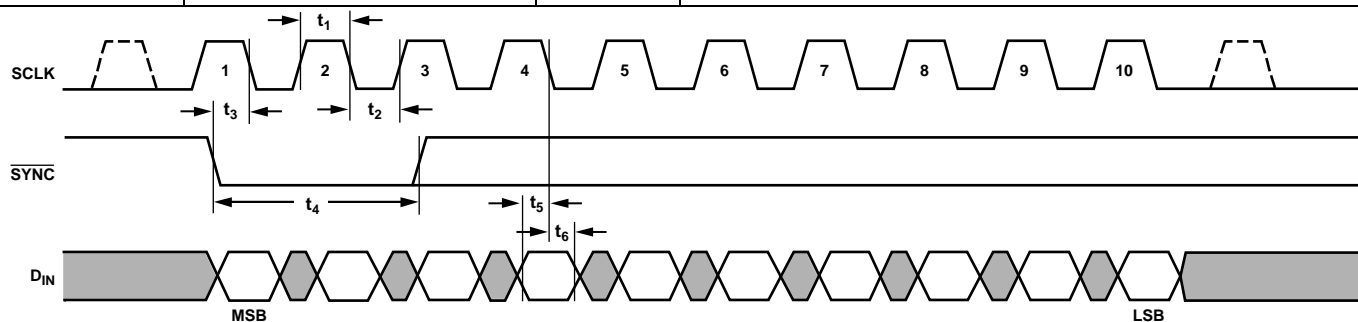 t1
SCLK
1 2 3 4 5 6 7 8 9 10
t3 t2
SYNC
t4 t5
t6
DIN
MSB LSB